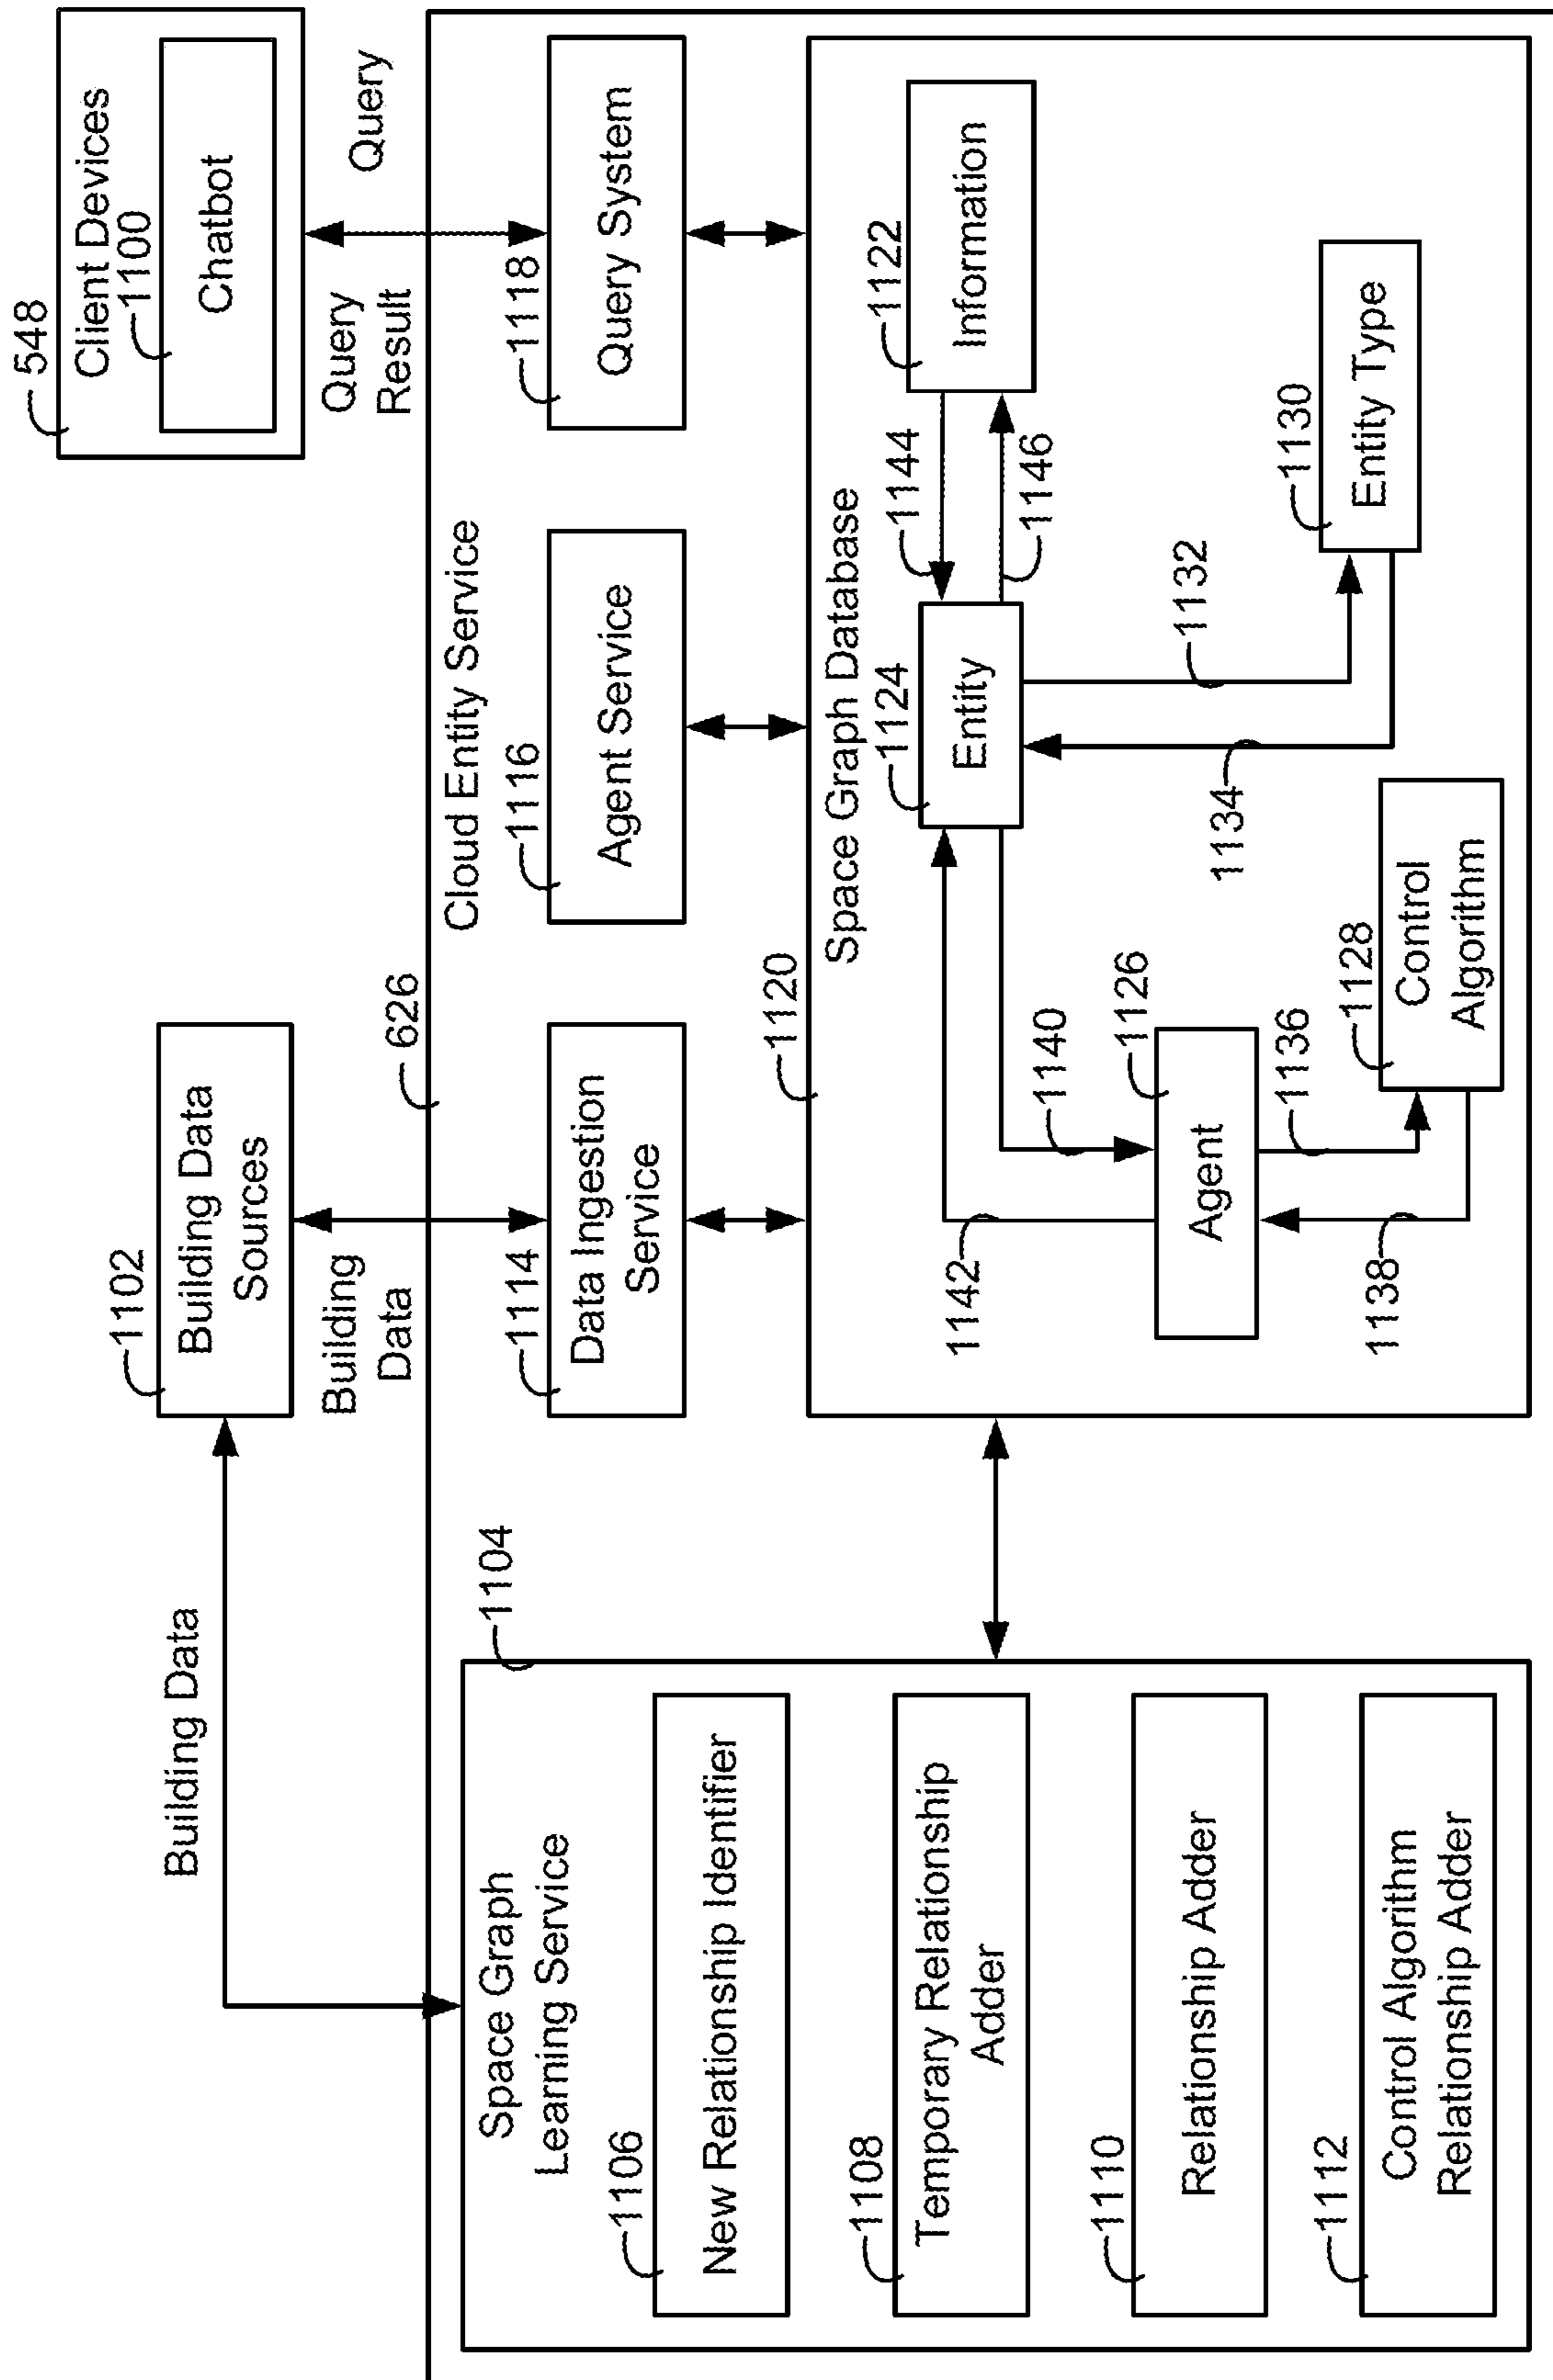 548
Client Devices
1100
Chatbot
1102
Building Data
Sources
Building Data
Building
Data
Query
Result
Query
626
Cloud Entity Service
1104
Space Graph
Learning Service
1106
New Relationship Identifier
1108
Temporary Relationship
Adder
1110
Relationship Adder
1112
Control Algorithm
Relationship Adder
1114
Data Ingestion
Service
1116
Agent Service
1118
Query System
1120
Space Graph Database
1124
Entity
1144
1146
1122
Information
1142
1140
1126
Agent
1138
1136
1128
Control
Algorithm
1134
1132
1130
Entity Type